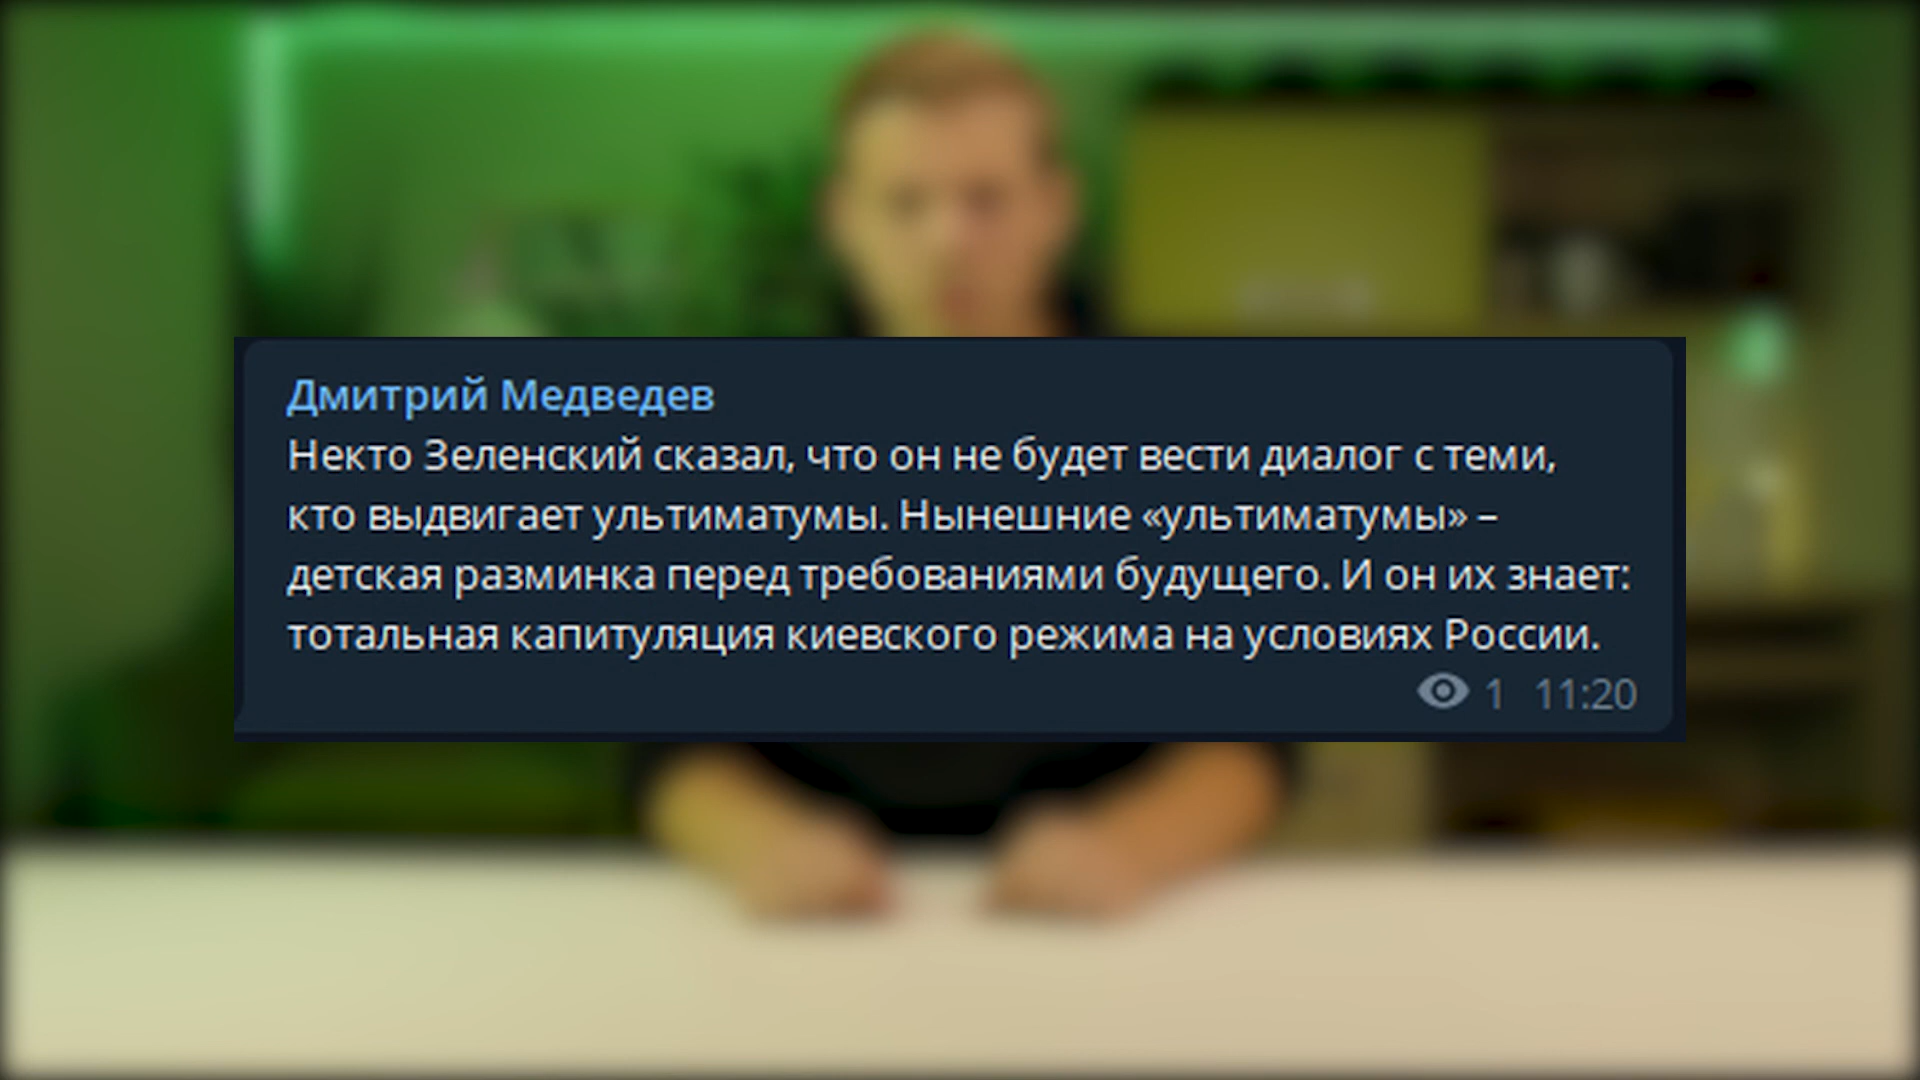 Дмитрий Медведев
Некто Зеленский сказал, что он не будет вести диалог с теми,
кто выдвигает ультиматумы. Нынешние «ультиматумы» –
детская разминка перед требованиями будущего. И он их знает:
тотальная капитуляция киевского режима на условиях России.
1 11:20